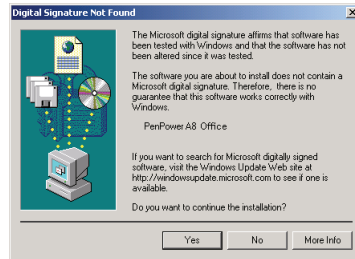 Digital Signature Not Found
The Microsoft digital signature affirms that software has
been tested with Windows and that the software has not
been altered since it was tested.
The software you are about to install does not contain a
Microsoft digital signature. Therefore, there is no
guarantee that this software works correctly with
Windows.
PenPower A8 Office
If you want to search for Microsoft digitally signed
software, visit the Windows Update Web site at
http://windowsupdate.microsoft.com to see if one is
available.
Do you want to continue the installation?
Yes No More Info